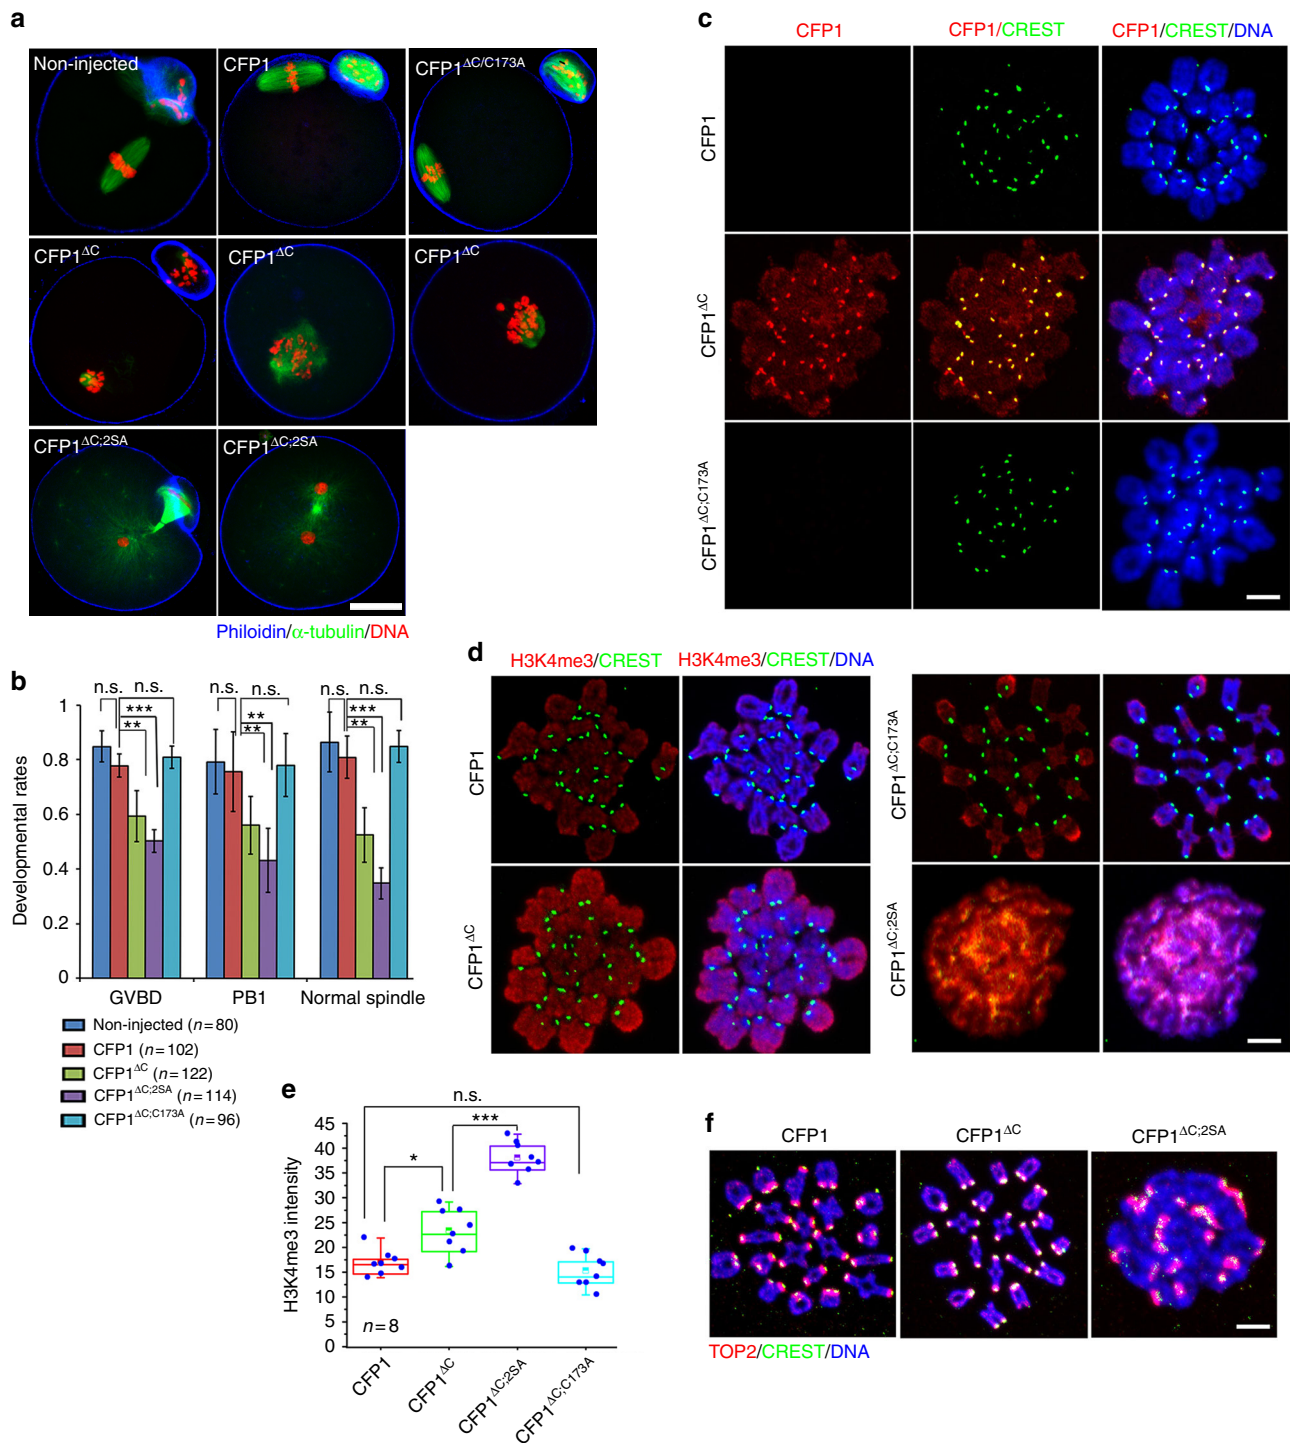 a
Non-injected
CFP1
CFP1ΔC/C173A
CFP1ΔC
CFP1ΔC
CFP1ΔC
CFP1ΔC;2SA
CFP1ΔC;2SA
Philoidin/α-tubulin/DNA
b
n.s.
n.s.
n.s.
n.s.
n.s.
n.s.
***
**
**
**
***
**
Developmental rates
1
0.8
0.6
0.4
0.2
0
GVBD
PB1
Normal spindle
Non-injected (n=80)
CFP1 (n=102)
CFP1ΔC (n=122)
CFP1ΔC;2SA (n=114)
CFP1ΔC;C173A (n=96)
c
CFP1
CFP1/CREST
CFP1/CREST/DNA
CFP1
CFP1ΔC
CFP1ΔC;C173A
d
H3K4me3/CREST
H3K4me3/CREST/DNA
CFP1
CFP1ΔC
CFP1ΔC;C173A
CFP1ΔC;2SA
e
n.s.
***
*
H3K4me3 intensity
45
40
35
30
25
20
15
10
5
0
n=8
CFP1
CFP1ΔC
CFP1ΔC;2SA
CFP1ΔC;C173A
f
CFP1
CFP1ΔC
CFP1ΔC;2SA
TOP2/CREST/DNA